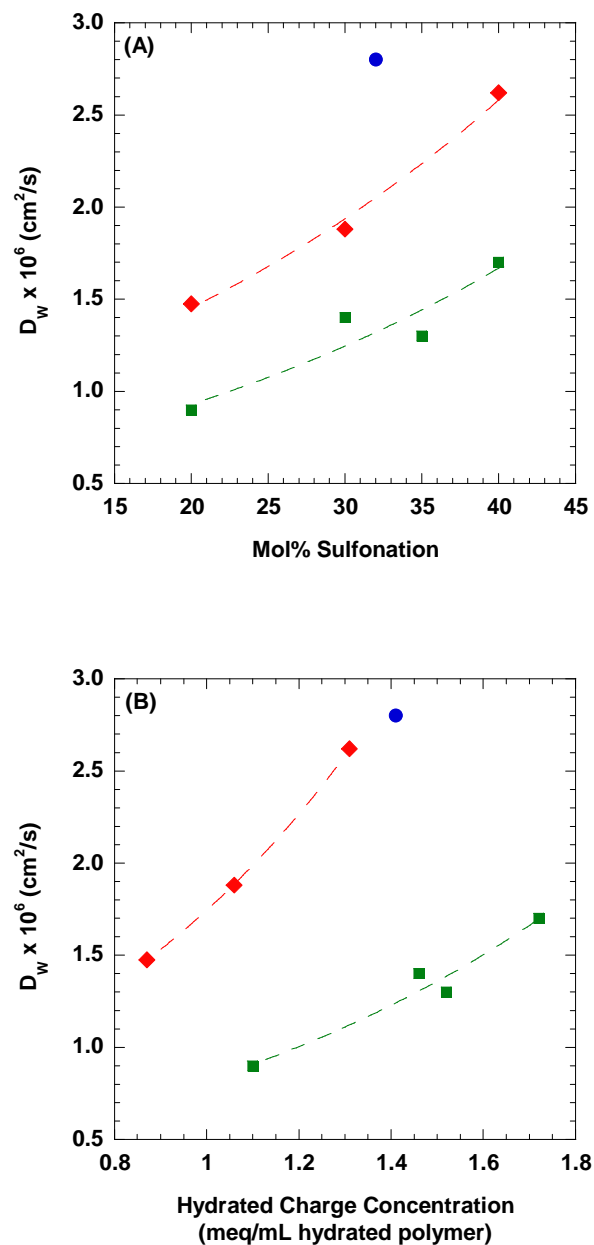 (A)
3.0
2.5
2.0
1.5
1.0
0.5
D_W x 10^6 (cm^2/s)
15 20 25 30 35 40 45
Mol% Sulfonation
(B)
3.0
2.5
2.0
1.5
1.0
0.5
D_W x 10^6 (cm^2/s)
0.8 1 1.2 1.4 1.6 1.8
Hydrated Charge Concentration
(meq/mL hydrated polymer)